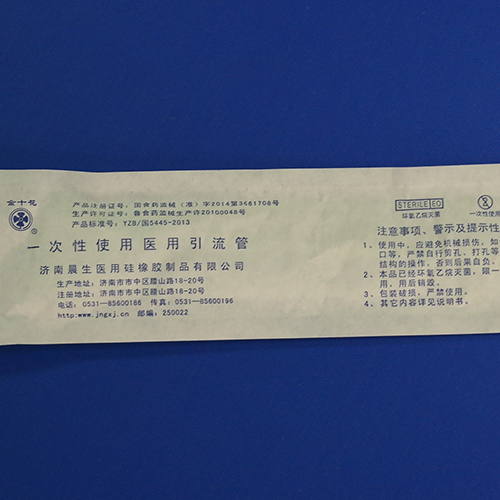 金十花
产品注册证号: 国食药监械（准）字2014第3661708号
生产许可证号: 鲁食药监械生产许20100048号
产品标准号: YZB/国5445-2013
一次性使用医用引流管
济南晨生医用硅橡胶制品有限公司
生产地址: 济南市市中区腊山路18-20号
注册地址: 济南市市中区腊山路18-20号
电话: 0531—85600186 传真: 0531—85600196
http:www.jngxj.cn 邮编: 250022
STERILE EO
环氧乙烷灭菌
一次性使用
注意事项、警示及提示性
1、使用中，应避免机械损伤，如
口等，严禁自行剪孔、打孔等
结构的操作，否则后果自负。
2、本品已经环氧乙烷灭菌，限一
用，用后销毁。
3、包装破损，严禁使用。
4、其它内容详见说明书。